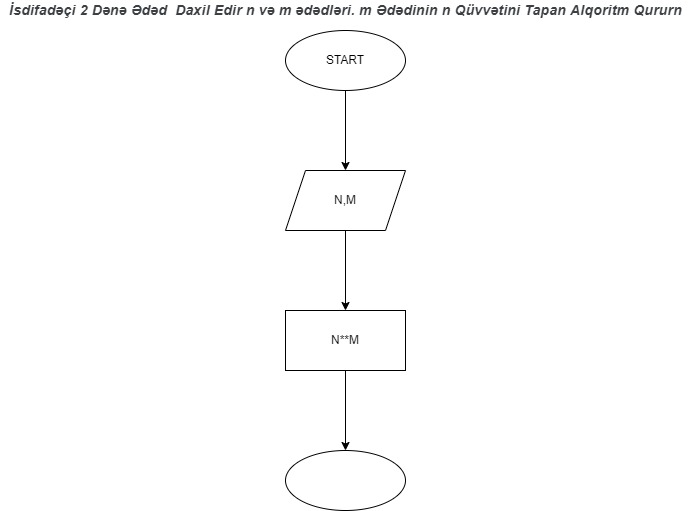 İsdifadəçi 2 Dənə Ədəd  Daxil Edir n və m ədədləri. m Ədədinin n Qüvvətini Tapan Alqoritm Qururn
START
N,M
N**M